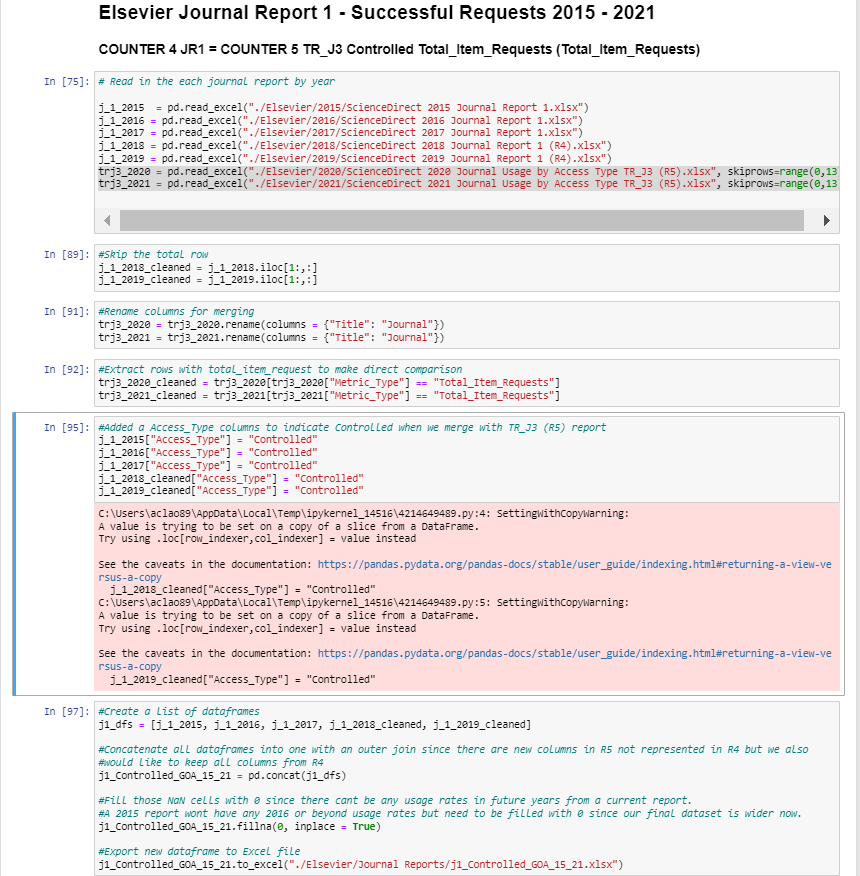 Elsevier Journal Report 1 - Successful Requests 2015 - 2021
COUNTER 4 JR1 = COUNTER 5 TR_J3 Controlled Total_Item_Requests (Total_Item_Requests)
In [75]: # Read in the each journal report by year
j_1_2015  = pd.read_excel("./Elsevier/2015/ScienceDirect 2015 Journal Report 1.xlsx")
j_1_2016 = pd.read_excel("./Elsevier/2016/ScienceDirect 2016 Journal Report 1.xlsx")
j_1_2017 = pd.read_excel("./Elsevier/2017/ScienceDirect 2017 Journal Report 1.xlsx")
j_1_2018 = pd.read_excel("./Elsevier/2018/ScienceDirect 2018 Journal Report 1 (R4).xlsx")
j_1_2019 = pd.read_excel("./Elsevier/2019/ScienceDirect 2019 Journal Report 1 (R4).xlsx")
trj3_2020 = pd.read_excel("./Elsevier/2020/ScienceDirect 2020 Journal Usage by Access Type TR_J3 (R5).xlsx", skiprows=range(0,13
trj3_2021 = pd.read_excel("./Elsevier/2021/ScienceDirect 2021 Journal Usage by Access Type TR_J3 (R5).xlsx", skiprows=range(0,13
In [89]: #Skip the total row
j_1_2018_cleaned = j_1_2018.iloc[1:,:]
j_1_2019_cleaned = j_1_2019.iloc[1:,:]
In [91]: #Rename columns for merging
trj3_2020 = trj3_2020.rename(columns = {"Title": "Journal"})
trj3_2021 = trj3_2021.rename(columns = {"Title": "Journal"})
In [92]: #Extract rows with total_item_request to make direct comparison
trj3_2020_cleaned = trj3_2020[trj3_2020["Metric_Type"] == "Total_Item_Requests"]
trj3_2021_cleaned = trj3_2021[trj3_2021["Metric_Type"] == "Total_Item_Requests"]
In [95]: #Added a Access_Type columns to indicate Controlled when we merge with TR_J3 (R5) report
j_1_2015["Access_Type"] = "Controlled"
j_1_2016["Access_Type"] = "Controlled"
j_1_2017["Access_Type"] = "Controlled"
j_1_2018_cleaned["Access_Type"] = "Controlled"
j_1_2019_cleaned["Access_Type"] = "Controlled"
C:\Users\aclao89\AppData\Local\Temp\ipykernel_14516\4214649489.py:4: SettingWithCopyWarning:
A value is trying to be set on a copy of a slice from a DataFrame.
Try using .loc[row_indexer,col_indexer] = value instead
See the caveats in the documentation: https://pandas.pydata.org/pandas-docs/stable/user_guide/indexing.html#returning-a-view-ve
rsus-a-copy
j_1_2018_cleaned["Access_Type"] = "Controlled"
C:\Users\aclao89\AppData\Local\Temp\ipykernel_14516\4214649489.py:5: SettingWithCopyWarning:
A value is trying to be set on a copy of a slice from a DataFrame.
Try using .loc[row_indexer,col_indexer] = value instead
See the caveats in the documentation: https://pandas.pydata.org/pandas-docs/stable/user_guide/indexing.html#returning-a-view-ve
rsus-a-copy
j_1_2019_cleaned["Access_Type"] = "Controlled"
In [97]: #Create a list of dataframes
j1_dfs = [j_1_2015, j_1_2016, j_1_2017, j_1_2018_cleaned, j_1_2019_cleaned]
#Concatenate all dataframes into one with an outer join since there are new columns in R5 not represented in R4 but we also
#would like to keep all columns from R4
j1_Controlled_GOA_15_21 = pd.concat(j1_dfs)
#Fill those NaN cells with 0 since there cant be any usage rates in future years from a current report.
#A 2015 report wont have any 2016 or beyond usage rates but need to be filled with 0 since our final dataset is wider now.
j1_Controlled_GOA_15_21.fillna(0, inplace = True)
#Export new dataframe to Excel file
j1_Controlled_GOA_15_21.to_excel("./Elsevier/Journal Reports/j1_Controlled_GOA_15_21.xlsx")